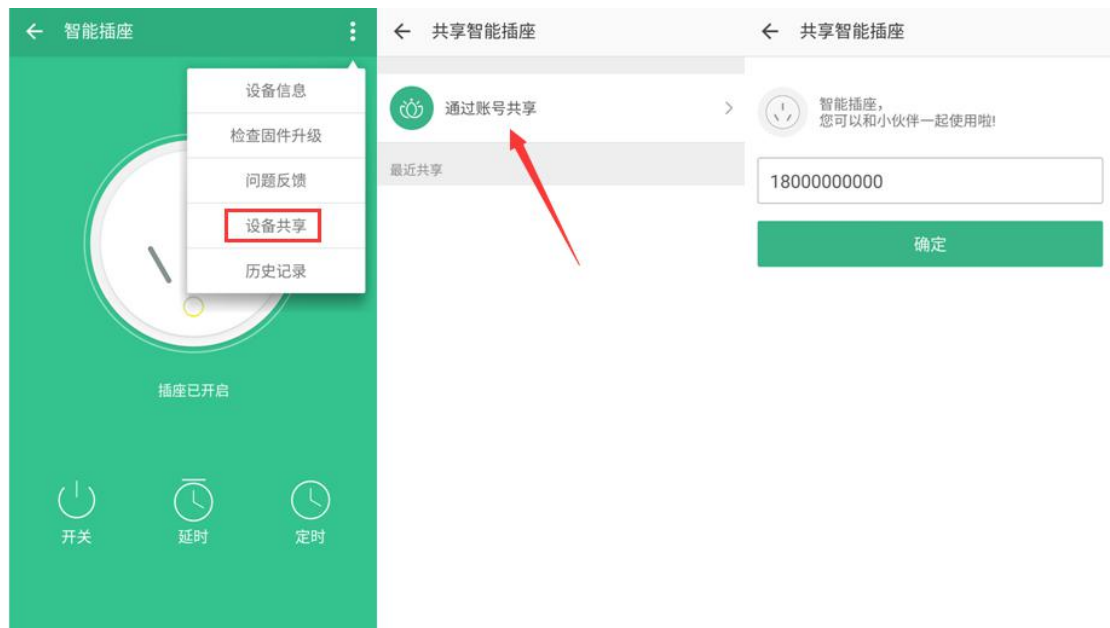 智能插座
设备信息
检查固件升级
问题反馈
设备共享
历史记录
插座已开启
开关
延时
定时
共享智能插座
通过账号共享
最近共享
共享智能插座
智能插座，
您可以和小伙伴一起使用啦!
18000000000
确定